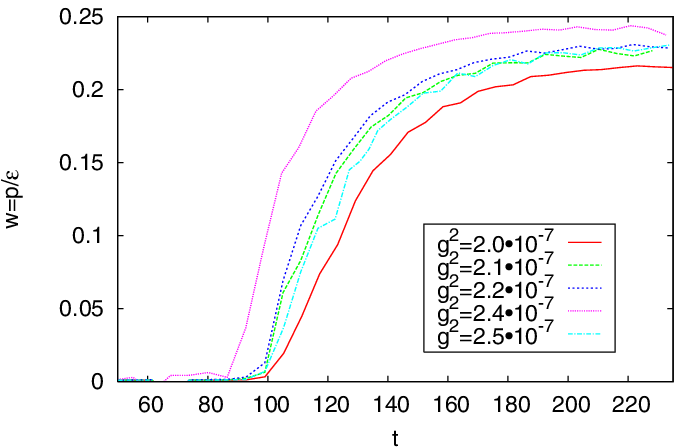 0.25
0.2
0.15
0.1
0.05
0
w=p/ε
60 80 100 120 140 160 180 200 220
t
g²=2.0•10⁻⁷
g²=2.1•10⁻⁷
g²=2.2•10⁻⁷
g²=2.4•10⁻⁷
g²=2.5•10⁻⁷